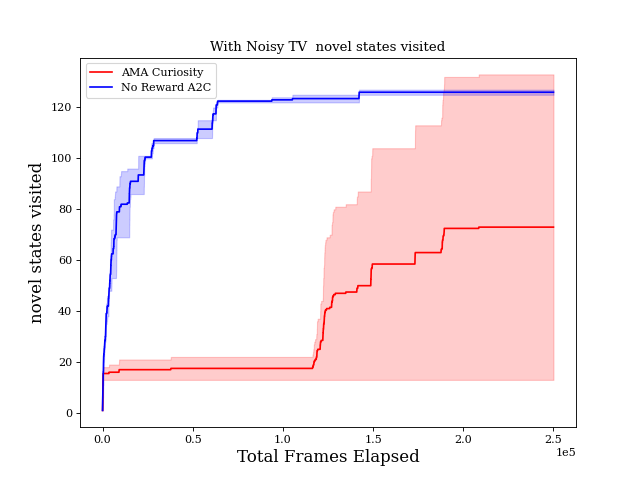 With Noisy TV  novel states visited
AMA Curiosity
No Reward A2C
novel states visited
120
100
80
60
40
20
0
0.0
0.5
1.0
1.5
2.0
2.5
1e5
Total Frames Elapsed